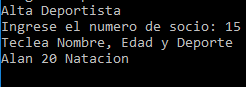 Alta Deportista
Ingrese el numero de socio: 15
Teclea Nombre, Edad y Deporte
Alan 20 Natacion